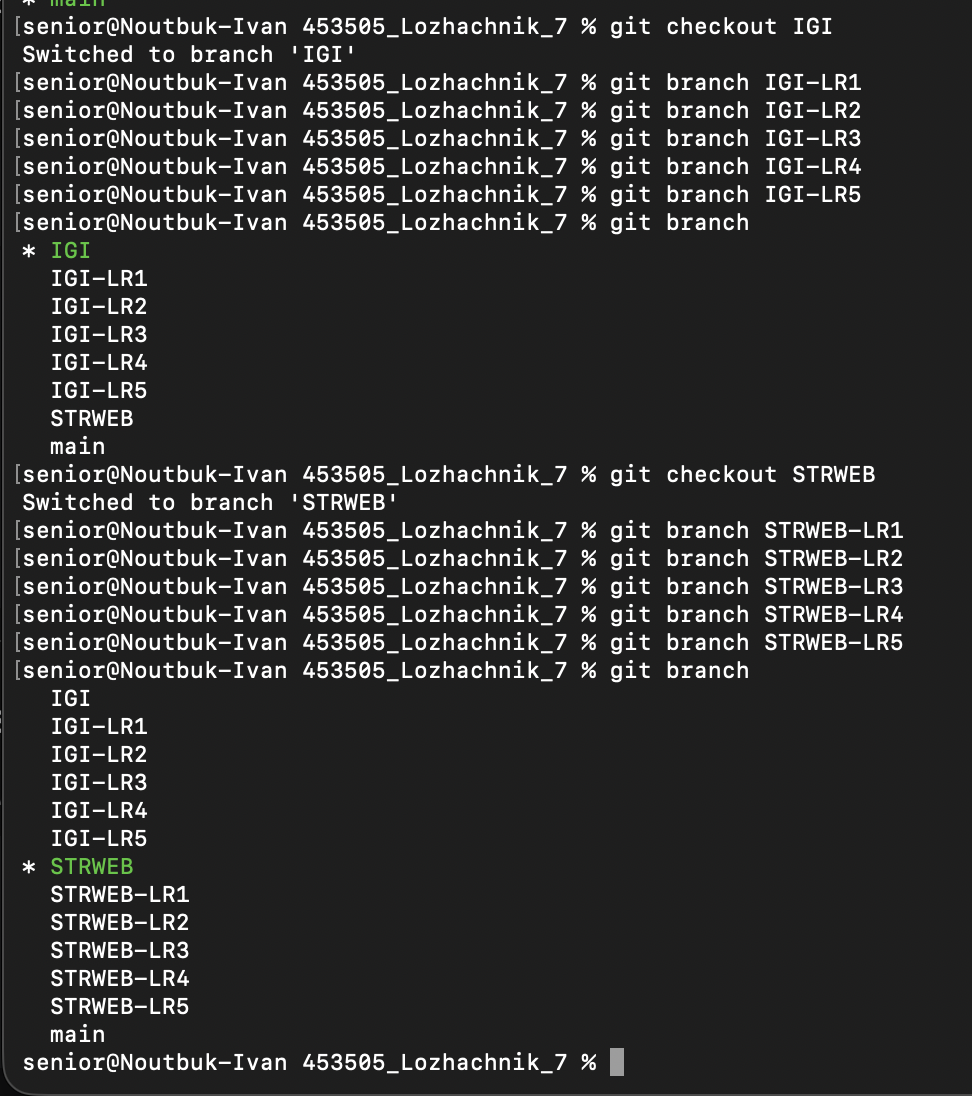 * main
[senior@Noutbuk-Ivan 453505_Lozhachnik_7 % git checkout IGI
Switched to branch 'IGI'
[senior@Noutbuk-Ivan 453505_Lozhachnik_7 % git branch IGI-LR1
[senior@Noutbuk-Ivan 453505_Lozhachnik_7 % git branch IGI-LR2
[senior@Noutbuk-Ivan 453505_Lozhachnik_7 % git branch IGI-LR3
[senior@Noutbuk-Ivan 453505_Lozhachnik_7 % git branch IGI-LR4
[senior@Noutbuk-Ivan 453505_Lozhachnik_7 % git branch IGI-LR5
[senior@Noutbuk-Ivan 453505_Lozhachnik_7 % git branch
* IGI
IGI-LR1
IGI-LR2
IGI-LR3
IGI-LR4
IGI-LR5
STRWEB
main
[senior@Noutbuk-Ivan 453505_Lozhachnik_7 % git checkout STRWEB
Switched to branch 'STRWEB'
[senior@Noutbuk-Ivan 453505_Lozhachnik_7 % git branch STRWEB-LR1
[senior@Noutbuk-Ivan 453505_Lozhachnik_7 % git branch STRWEB-LR2
[senior@Noutbuk-Ivan 453505_Lozhachnik_7 % git branch STRWEB-LR3
[senior@Noutbuk-Ivan 453505_Lozhachnik_7 % git branch STRWEB-LR4
[senior@Noutbuk-Ivan 453505_Lozhachnik_7 % git branch STRWEB-LR5
[senior@Noutbuk-Ivan 453505_Lozhachnik_7 % git branch
IGI
IGI-LR1
IGI-LR2
IGI-LR3
IGI-LR4
IGI-LR5
* STRWEB
STRWEB-LR1
STRWEB-LR2
STRWEB-LR3
STRWEB-LR4
STRWEB-LR5
main
senior@Noutbuk-Ivan 453505_Lozhachnik_7 %